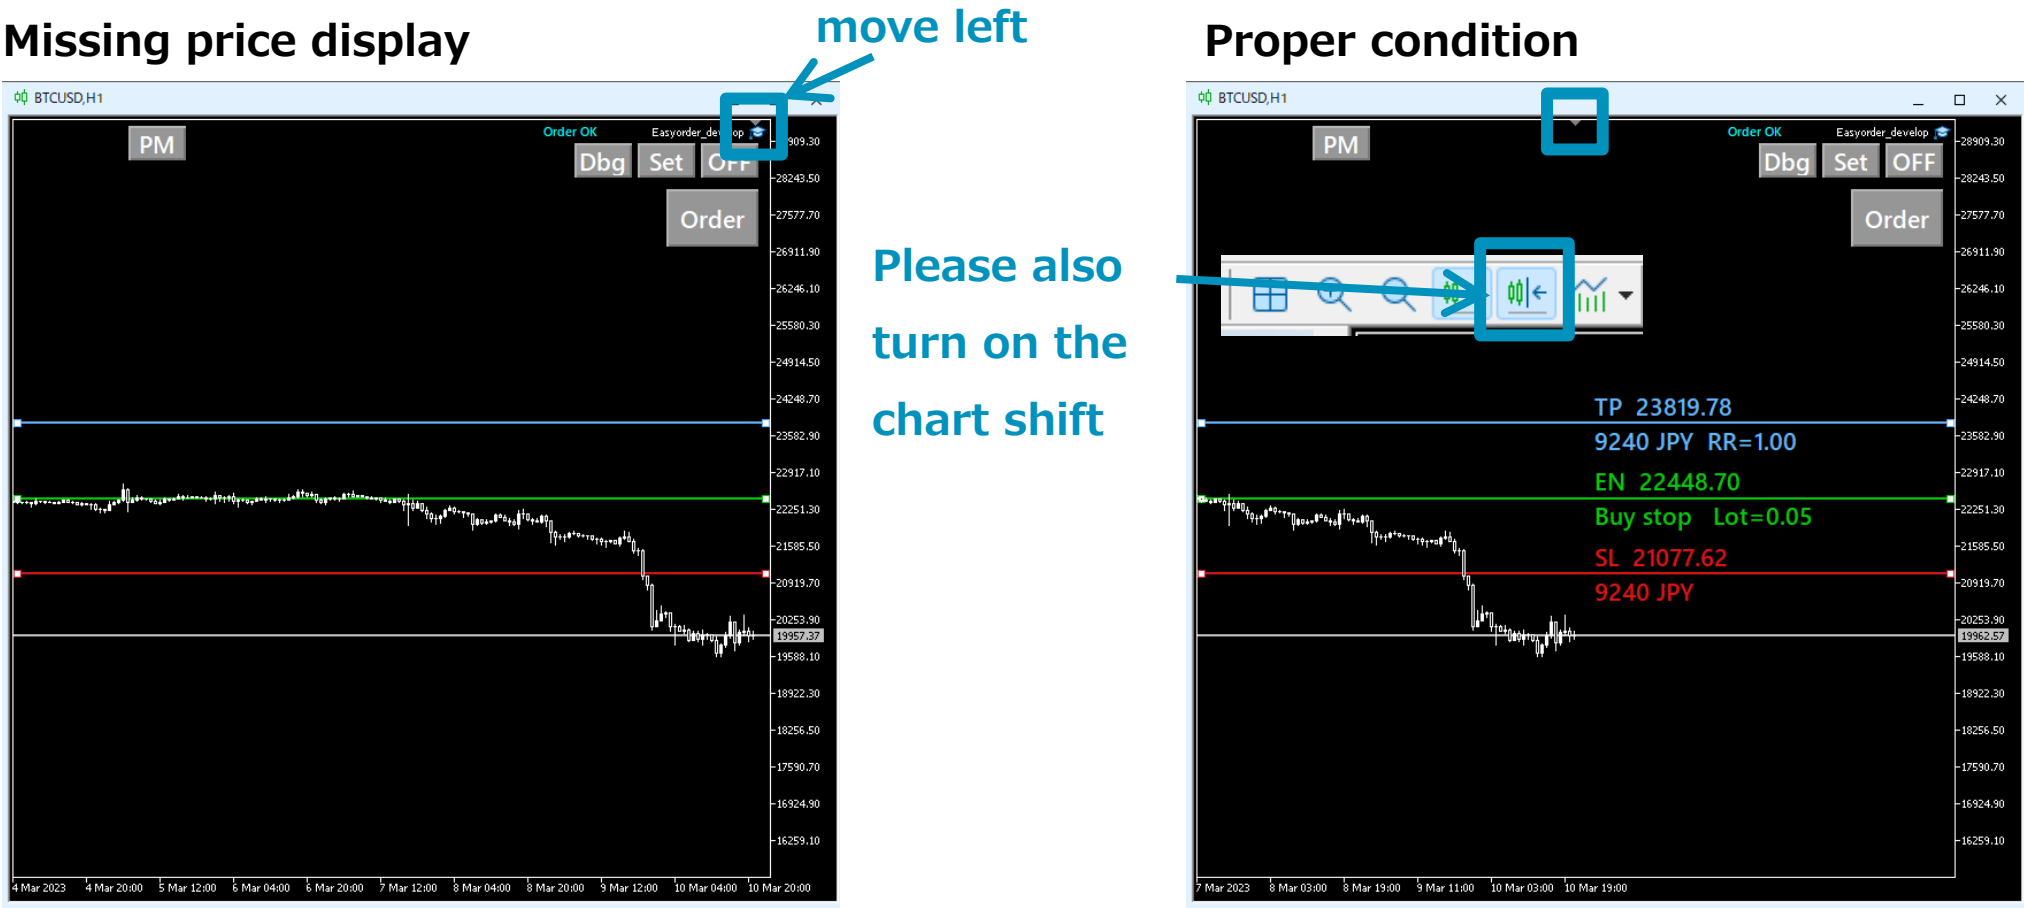 Missing price display
move left
Proper condition
BTCUSD,H1
PM
Order OK
Dbg
Set
OFF
Order
28243.50
27577.70
26911.90
26246.10
25580.30
24914.50
24248.70
23582.90
22917.10
22251.30
21585.50
20919.70
20253.90
19957.37
19588.10
18922.30
18256.50
17590.70
16924.90
16259.10
4 Mar 2023
4 Mar 20:00
5 Mar 12:00
6 Mar 04:00
6 Mar 20:00
7 Mar 12:00
8 Mar 04:00
8 Mar 20:00
9 Mar 12:00
10 Mar 04:00
10 Mar 20:00
Please also
turn on the
chart shift
BTCUSD,H1
PM
Order OK
Easyorder_develop
Dbg
Set
OFF
Order
TP 23819.78
9240 JPY RR=1.00
EN 22448.70
Buy stop Lot=0.05
SL 21077.62
9240 JPY
28909.30
28243.50
27577.70
26911.90
26246.10
25580.30
24914.50
24248.70
23582.90
22917.10
22251.30
21585.50
20919.70
20253.90
19962.57
19588.10
18922.30
18256.50
17590.70
16924.90
16259.10
7 Mar 2023
8 Mar 03:00
8 Mar 19:00
9 Mar 11:00
10 Mar 03:00
10 Mar 19:00